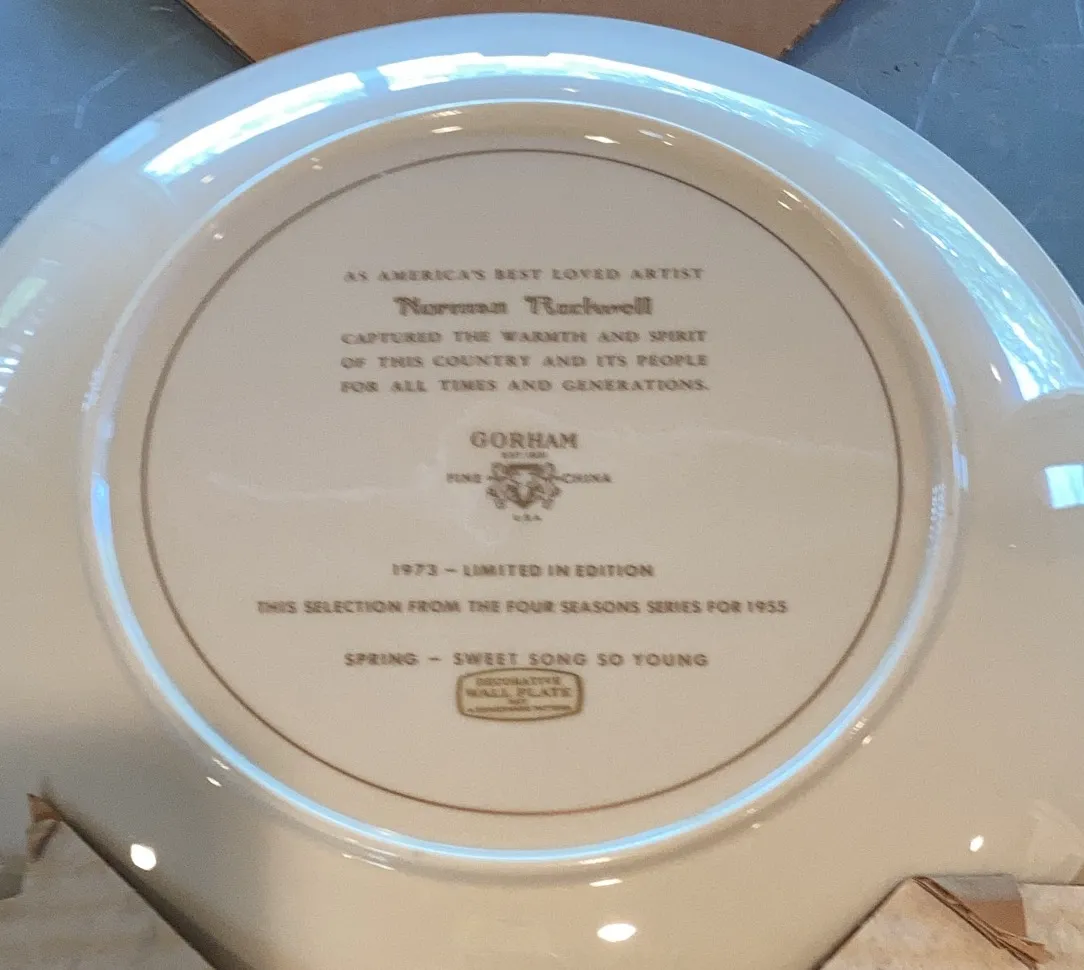 AS AMERICA'S BEST LOVED ARTIST
Norman Rockwell
CAPTURED THE WARMTH AND SPIRIT
OF THIS COUNTRY AND ITS PEOPLE
FOR ALL TIMES AND GENERATIONS.
GORHAM
FINE CHINA
U.S.A.
1973 – LIMITED IN EDITION
THIS SELECTION FROM THE FOUR SEASONS SERIES FOR 1955
SPRING – SWEET SONG SO YOUNG
DECORATIVE
WALL PLATE